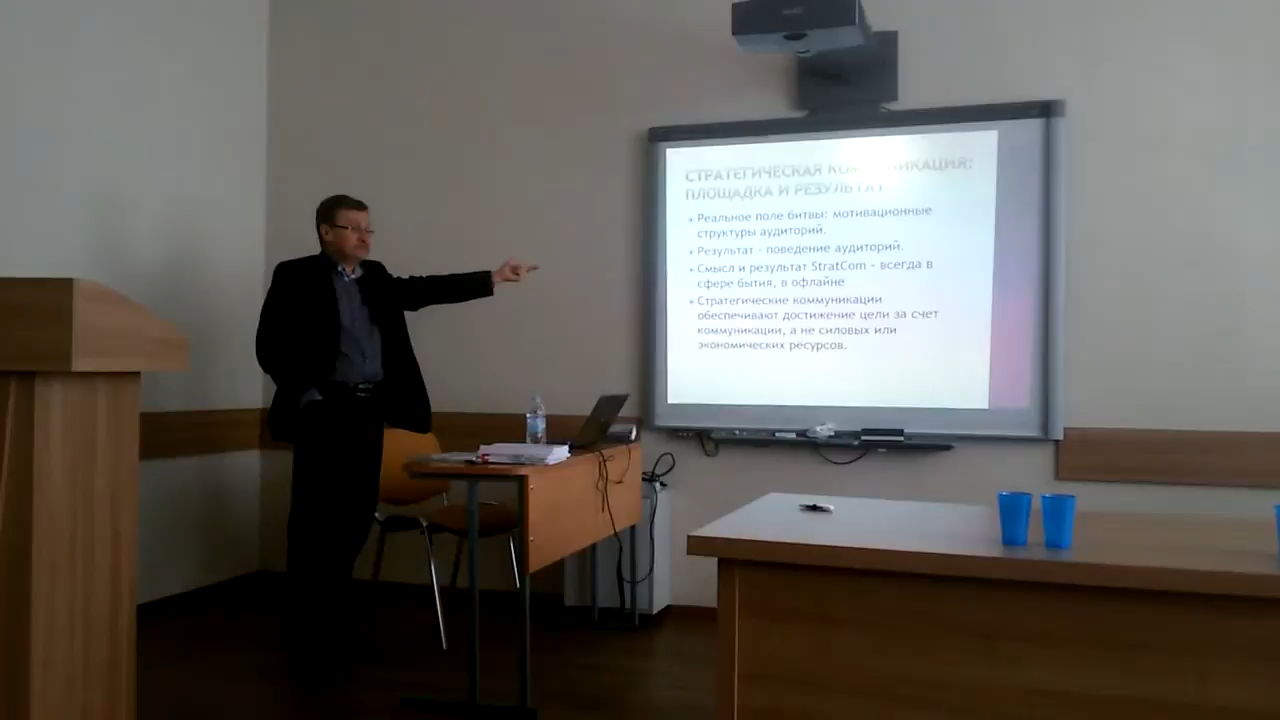 СТРАТЕГИЧЕСКАЯ КОММУНИКАЦИЯ:
ПЛОЩАДКА И РЕЗУЛЬТАТ
Реальное поле битвы: мотивационные
структуры аудиторий.
Результат - поведение аудиторий.
Смысл и результат StratCom – всегда в
сфере бытия, в офлайне
Стратегические коммуникации
обеспечивают достижение цели за счет
коммуникации, а не силовых или
экономических ресурсов.